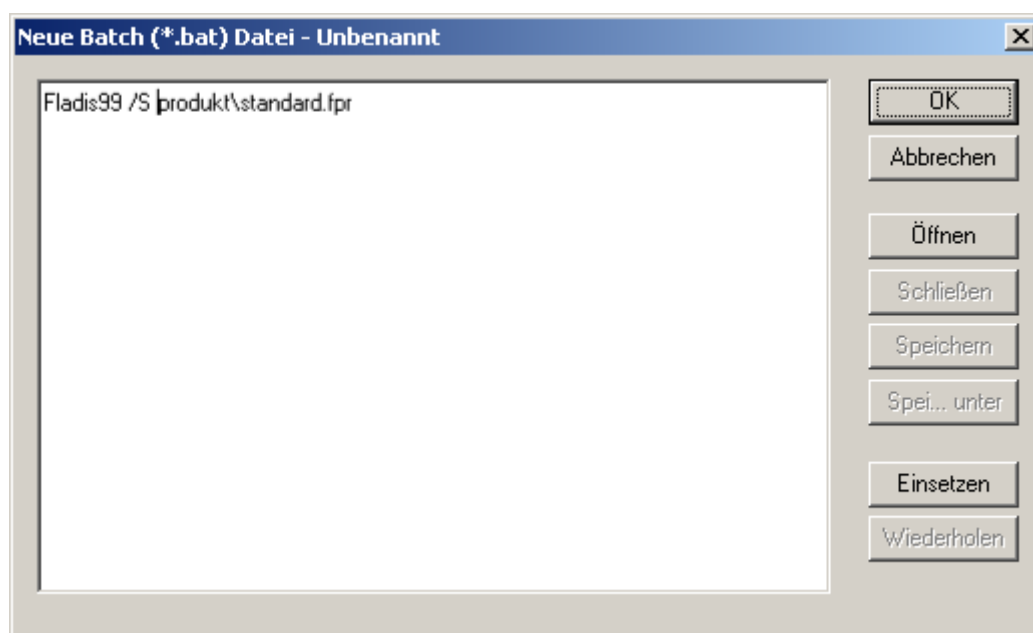 Neue Batch (*.bat) Datei - Unbenannt
Fladis99 /S produkt\standard.fpr
OK
Abbrechen
Öffnen
Schließen
Speichern
Spei... unter
Einsetzen
Wiederholen